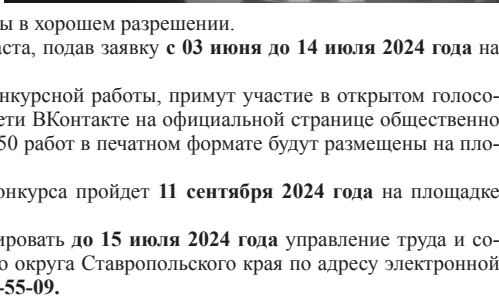 ы в хорошем разрешении.
аста, подав заявку с 03 июня до 14 июля 2024 года на
нкурсной работы, примут участие в открытом голосо-
ети ВКонтакте на официальной странице общественно
50 работ в печатном формате будут размещены на пло-
онкурса пройдет 11 сентября 2024 года на площадке
ировать до 15 июля 2024 года управление труда и со-
о округа Ставропольского края по адресу электронной
-55-09.